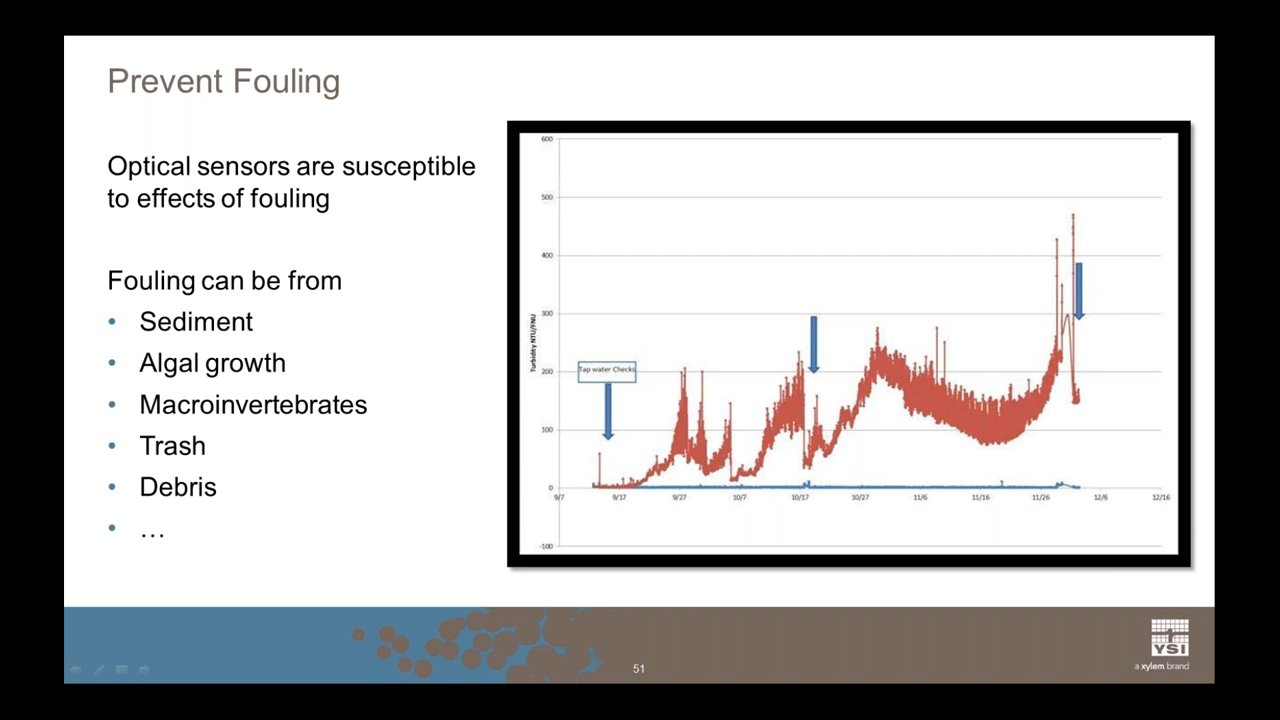 Prevent Fouling
Optical sensors are susceptible
to effects of fouling
Fouling can be from
• Sediment
• Algal growth
• Macroinvertebrates
• Trash
• Debris
• …
600
500
400
300
200
100
0
-100
Turbidity NTU/FNU
Tap water Checks
9/7 9/17 9/27 10/7 10/17 10/27 11/6 11/16 11/26 12/6 12/16
51
YSI
a xylem brand